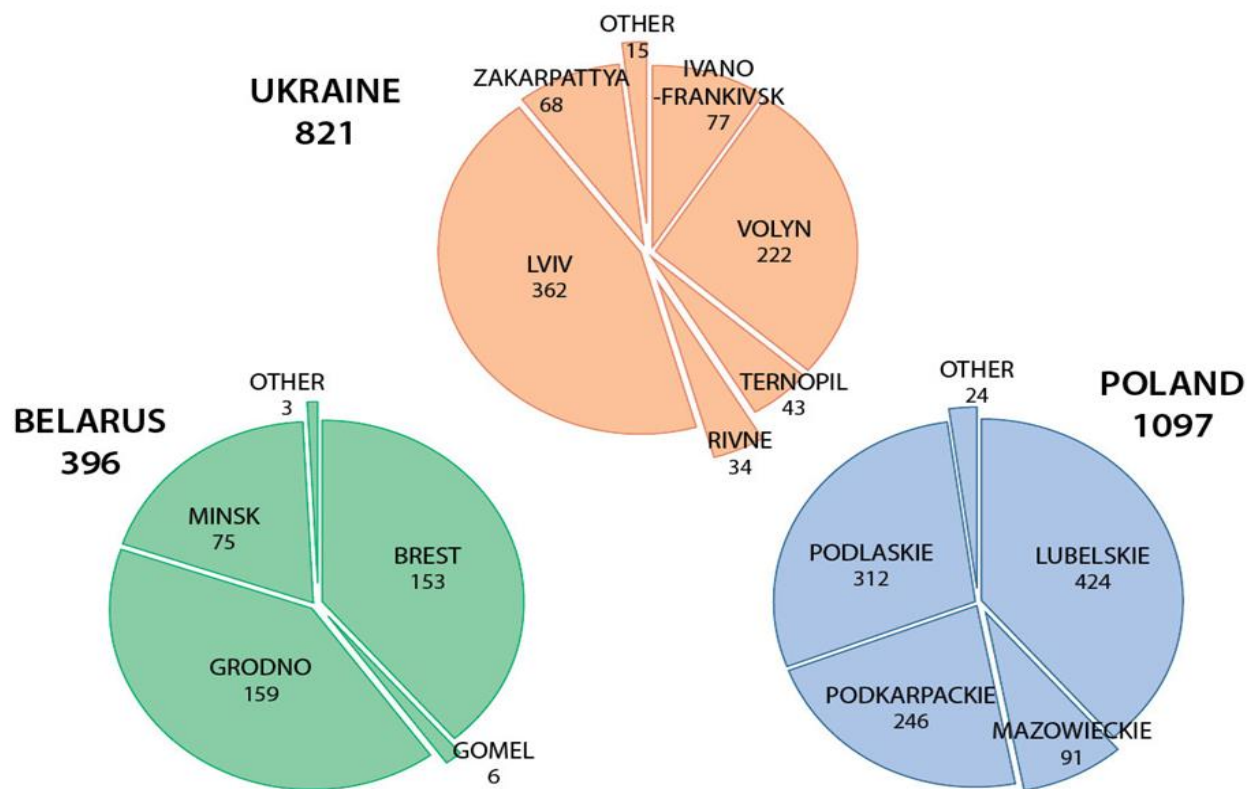 UKRAINE
821
OTHER
15
IVANO
-FRANKIVSK
77
ZAKARPATTYA
68
VOLYN
222
LVIV
362
TERNOPIL
43
RIVNE
34
BELARUS
396
OTHER
3
MINSK
75
BREST
153
GRODNO
159
GOMEL
6
POLAND
1097
OTHER
24
PODLASKIE
312
LUBELSKIE
424
PODKARPACKIE
246
MAZOWIECKIE
91